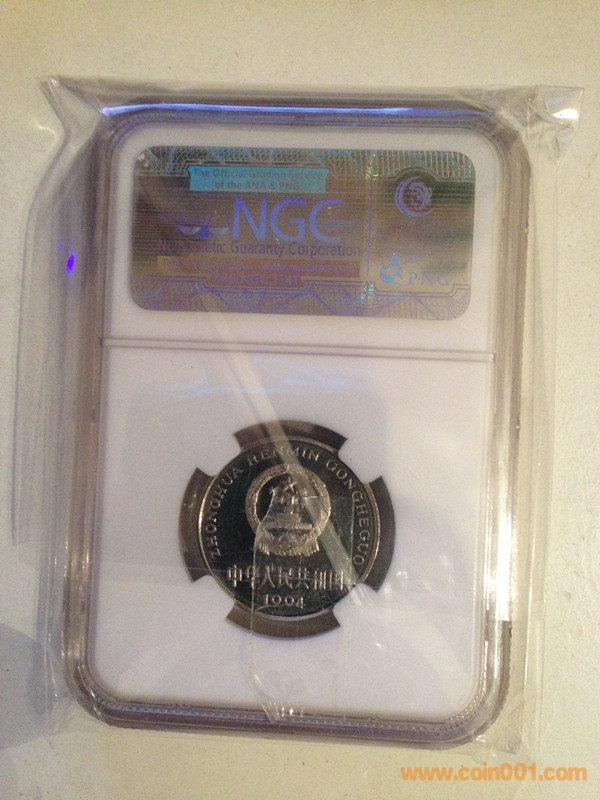 The Official Grading Service
of the ANA & PNG
NGC
Numismatic Guaranty Corporation
PNG
ZHONGHUA RENMIN GONGHEGUO
中华人民共和国
1994
www.coin001.com